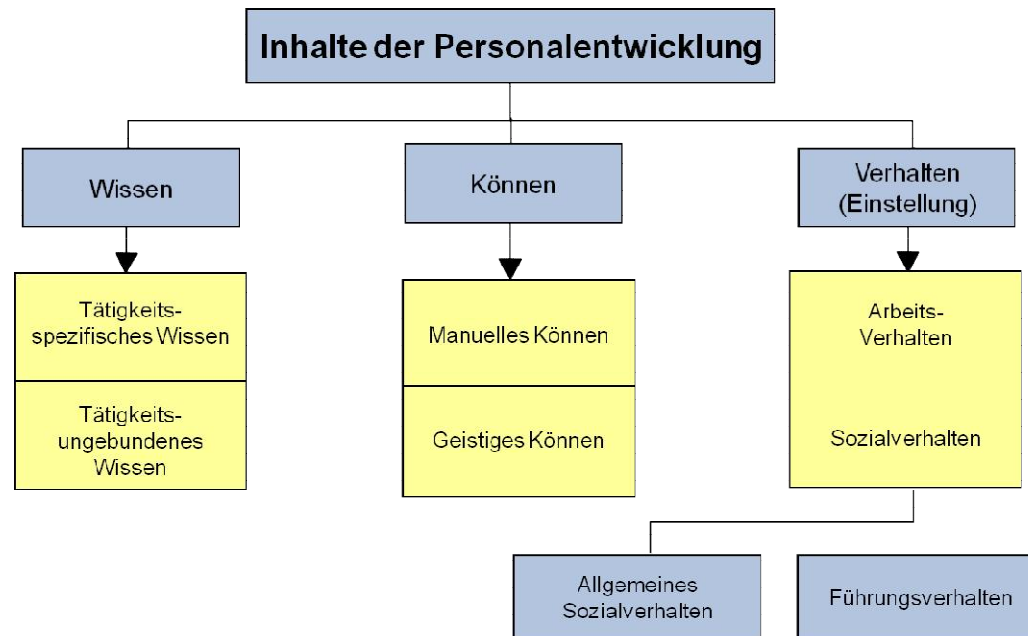 Inhalte der Personalentwicklung
Wissen
Können
Verhalten
(Einstellung)
Tätigkeits-
spezifisches Wissen
Tätigkeits-
ungebundenes
Wissen
Manuelles Können
Geistiges Können
Arbeits-
Verhalten
Sozialverhalten
Allgemeines
Sozialverhalten
Führungsverhalten